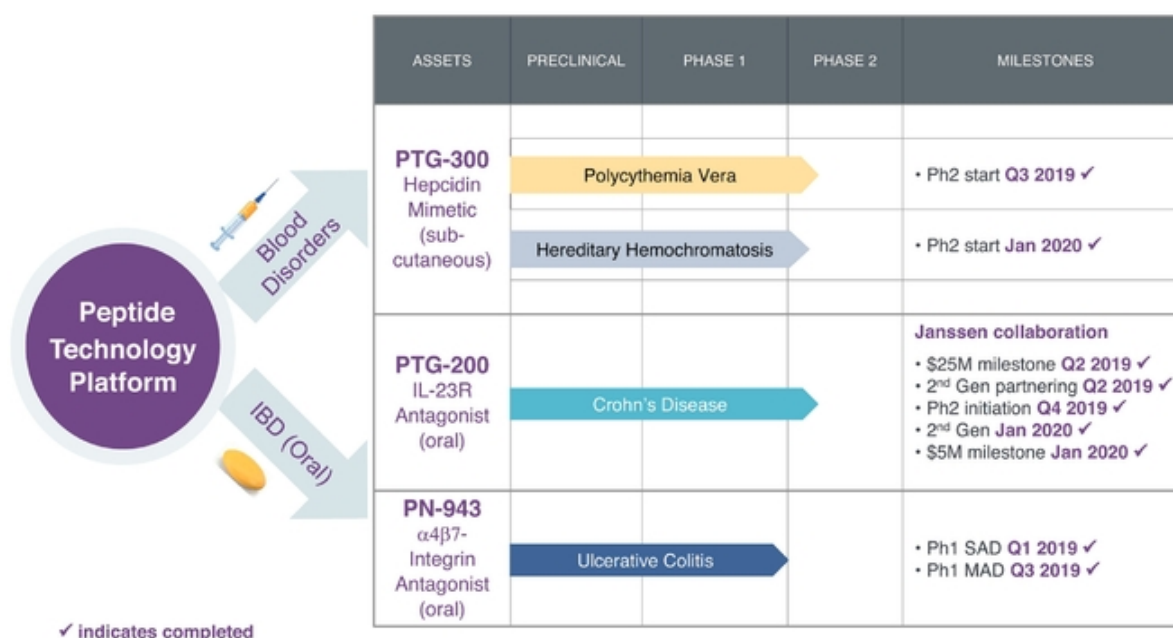 ASSETS
PRECLINICAL
PHASE 1
PHASE 2
MILESTONES
Peptide
Technology
Platform
Blood
Disorders
IBD (Oral)
PTG-300
Hepcidin
Mimetic
(sub-
cutaneous)
Polycythemia Vera
• Ph2 start Q3 2019 ✓
Hereditary Hemochromatosis
• Ph2 start Jan 2020 ✓
PTG-200
IL-23R
Antagonist
(oral)
Crohn's Disease
Janssen collaboration
• $25M milestone Q2 2019 ✓
• 2nd Gen partnering Q2 2019 ✓
• Ph2 initiation Q4 2019 ✓
• 2nd Gen Jan 2020 ✓
• $5M milestone Jan 2020 ✓
PN-943
α4β7-
Integrin
Antagonist
(oral)
Ulcerative Colitis
• Ph1 SAD Q1 2019 ✓
• Ph1 MAD Q3 2019 ✓
✓ indicates completed